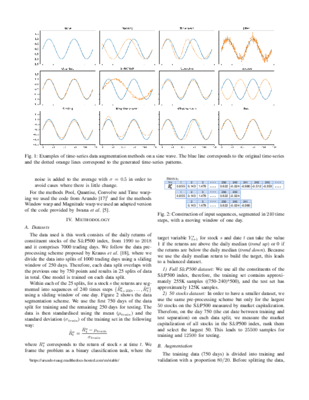 Fig. 1: Examples of time-series data augmentation methods on a sine wave. The blue line corresponds to the original time-series
and the dotted orange lines correspond to the generated time-series patterns.
noise is added to the average with σ = 0.5 in order to
avoid cases where there is little change.
For the methods Pool, Quantise, Convolve and Time warp-
ing we used the code from Arundo [17]¹ and for the methods
Window warp and Magnitude warp we used an adapted version
of the code provided by Iwana et al. [5].
IV. METHODOLOGY
A. Datasets
The data used in this work consists of the daily returns of
constituent stocks of the S&P500 index, from 1990 to 2019
and it comprises 7000 trading days. We follow the data pre-
processing scheme proposed by Krauss et al. [18], where we
divide the data into splits of 1000 trading days using a sliding
window of 250 days. Therefore, each data split overlaps with
the previous one by 750 points and results in 25 splits of data
in total. One model is trained on each data split.
Within each of the 25 splits, for a stock s the returns are seg-
mented into sequences of 240 time steps
using a sliding window of one day. Figure 2 shows the data
segmentation scheme. We use the first 750 days of the data
split for training and the remaining 250 days for testing. The
data is then standardised using the mean
and the
standard deviation
of the training set in the following
way:
where
corresponds to the return of stock s at time t. We
frame the problem as a binary classification task, where the
Fig. 2: Construction of input sequences, segmented in 240 time
steps, with a moving window of one day.
target variable
for stock s and date t can take the value
1 if the returns are above the daily median (trend up) or 0 if
the returns are below the daily median (trend down). Because
we use the daily median return to build the target, this leads
to a balanced dataset.
1) Full S&P500 dataset: We use all the constituents of the
S&P500 index, therefore, the training set contains approxi-
mately 255K samples
and the test set has
approximately 125K samples.
2) 50 stocks dataset: In order to have a smaller dataset, we
use the same pre-processing scheme but only for the largest
50 stocks on the S&P500 measured by market capitalization.
Therefore, on the day 750 (the cut date between training and
test separation) on each data split, we measure the market
capitalization of all stocks in the S&P500 index, rank them
and select the largest 50. This leads to 25500 samples for
training and 12500 for testing.
B. Augmentation
The training data (750 days) is divided into training and
validation with a proportion 80/20. Before splitting the data,